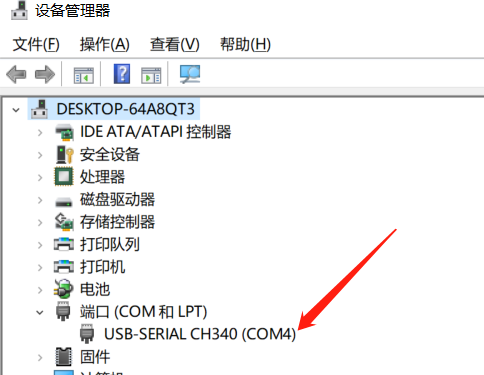 设备管理器
文件(F) 操作(A) 查看(V) 帮助(H)
DESKTOP-64A8QT3
IDE ATA/ATAPI 控制器
安全设备
处理器
磁盘驱动器
存储控制器
打印队列
打印机
电池
端口 (COM 和 LPT)
USB-SERIAL CH340 (COM4)
固件
计算机